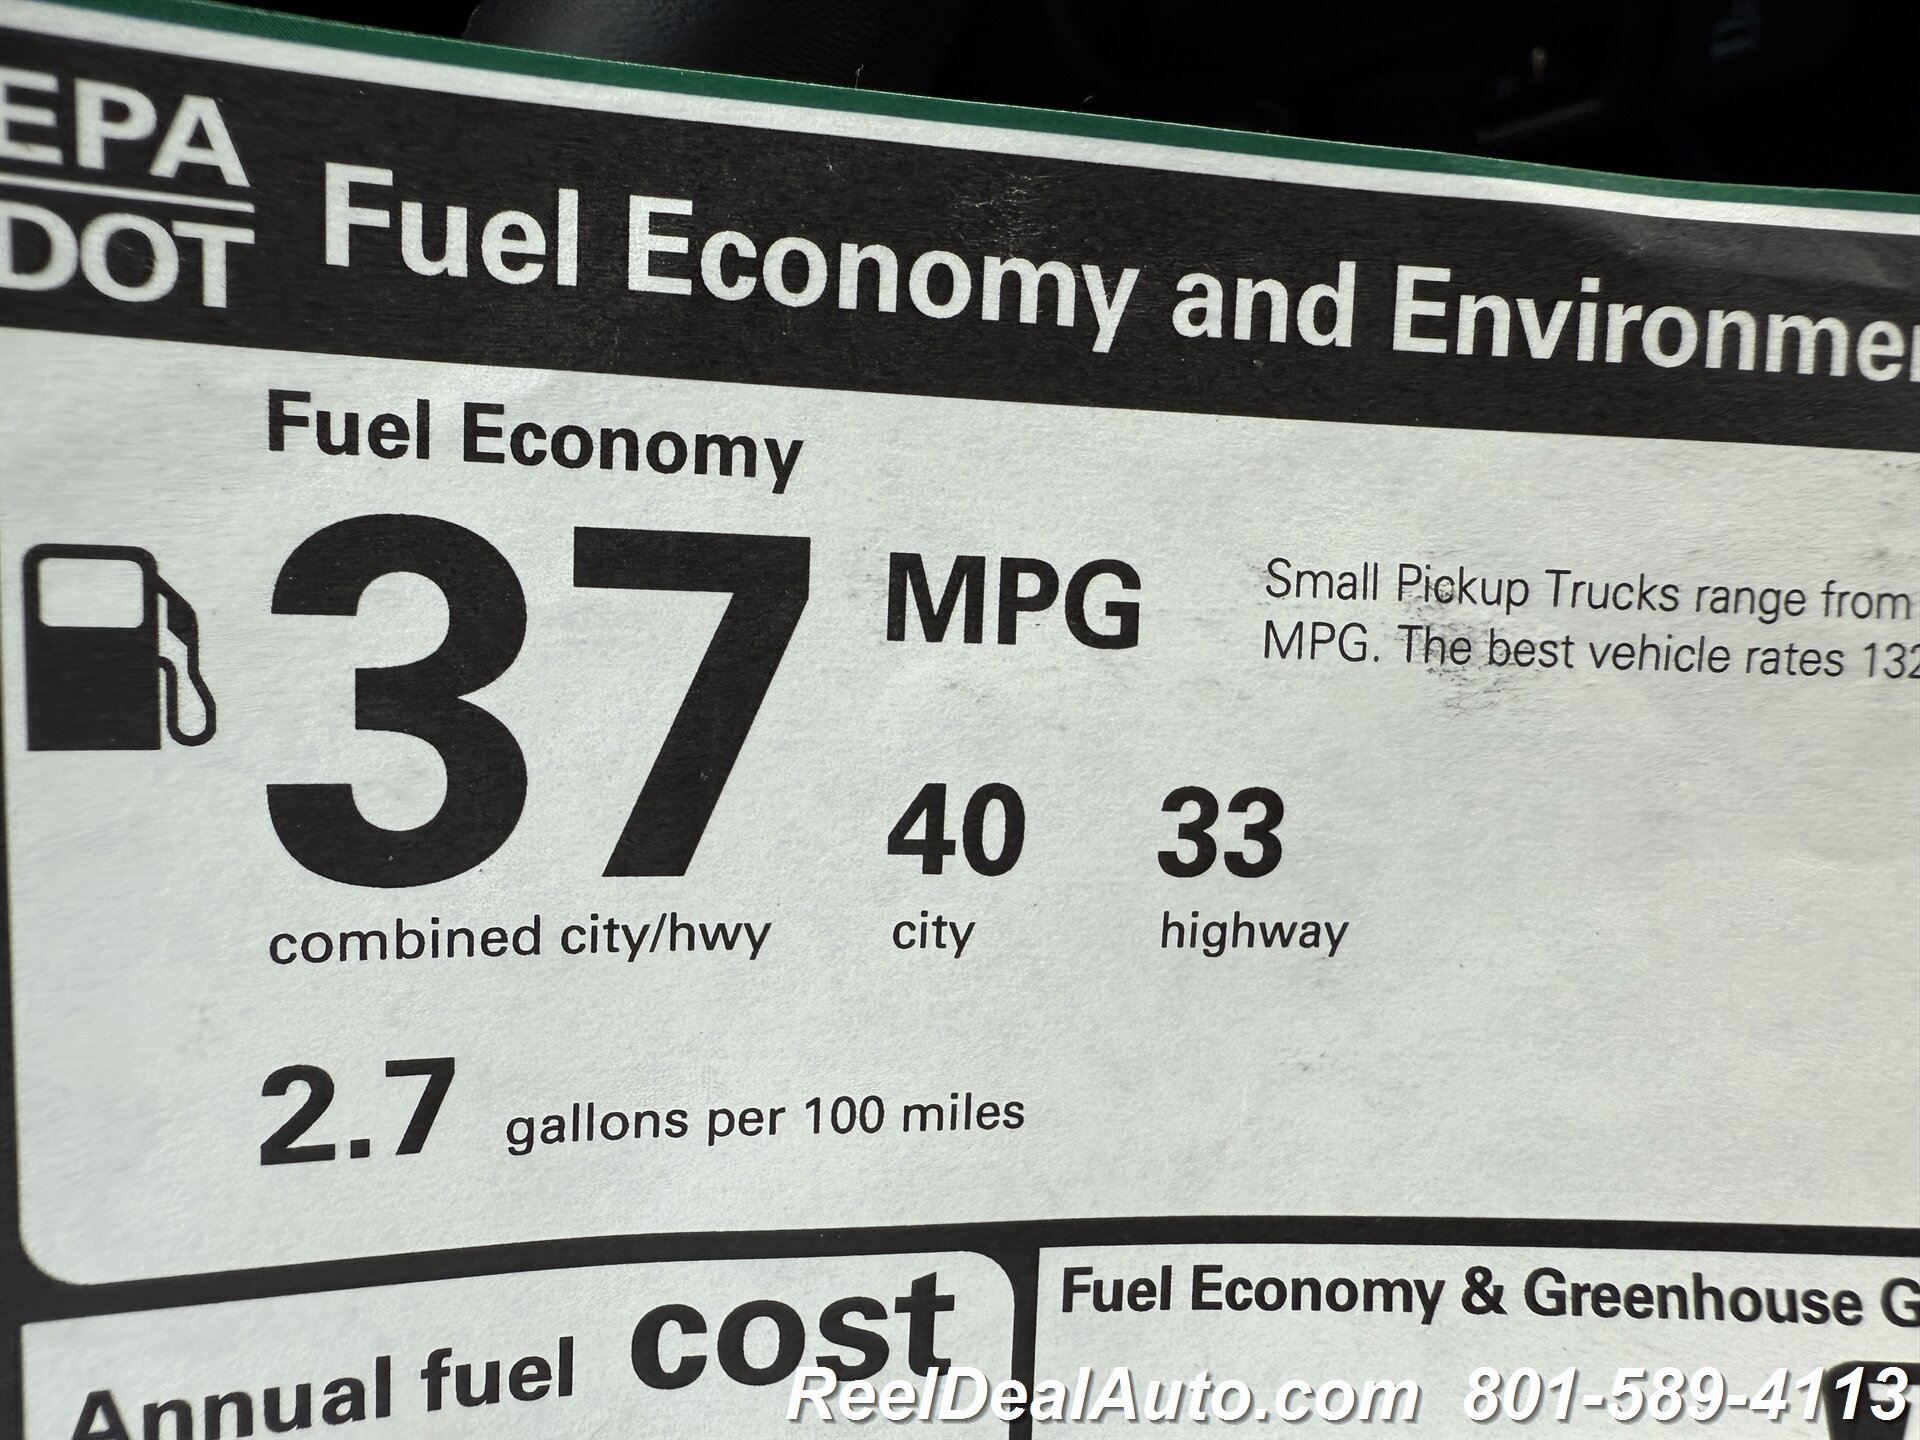 EPA
DOT
Fuel Economy and Environme
Fuel Economy
37 MPG
Small Pickup Trucks range from
MPG. The best vehicle rates 132
40 33
combined city/hwy city highway
2.7 gallons per 100 miles
Annual fuel cost
Fuel Economy & Greenhouse G
ReelDealAuto.com 801-589-4113